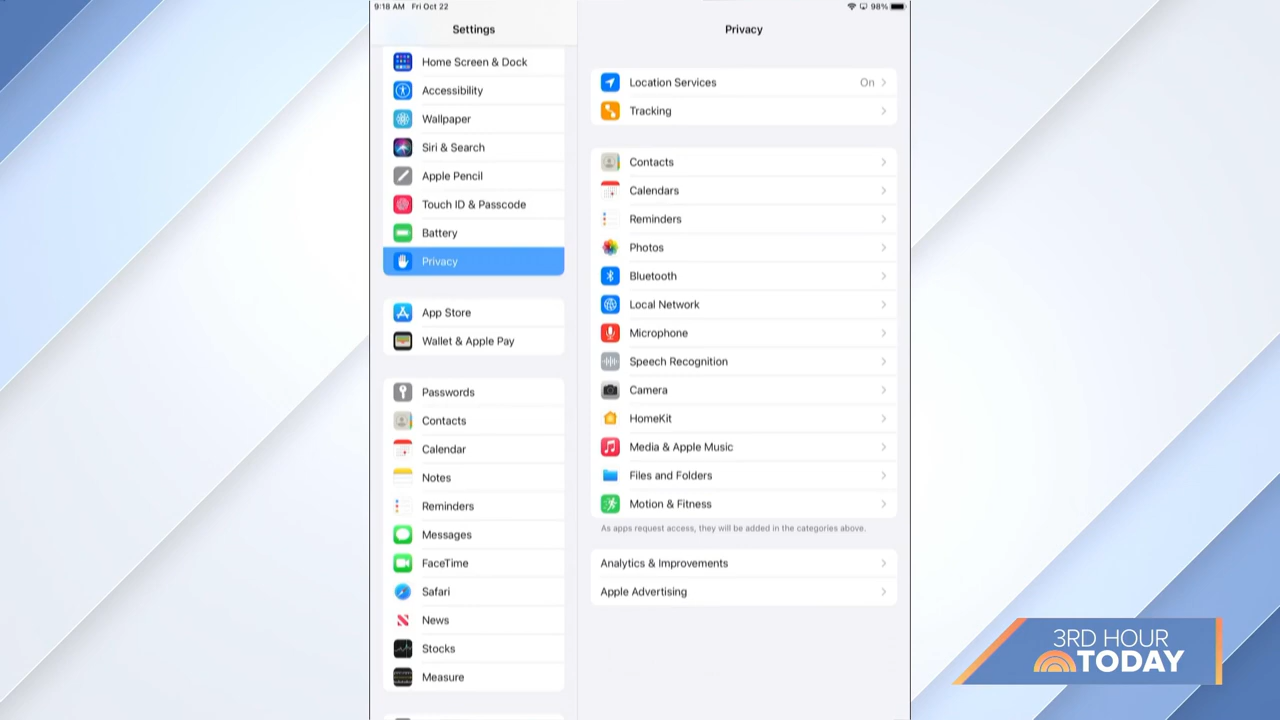 9:18 AM Fri Oct 22
98%
Settings
Home Screen & Dock
Accessibility
Wallpaper
Siri & Search
Apple Pencil
Touch ID & Passcode
Battery
Privacy
App Store
Wallet & Apple Pay
Passwords
Contacts
Calendar
Notes
Reminders
Messages
FaceTime
Safari
News
Stocks
Measure
Privacy
Location Services On
Tracking
Contacts
Calendars
Reminders
Photos
Bluetooth
Local Network
Microphone
Speech Recognition
Camera
HomeKit
Media & Apple Music
Files and Folders
Motion & Fitness
As apps request access, they will be added in the categories above.
Analytics & Improvements
Apple Advertising
3RD HOUR
TODAY